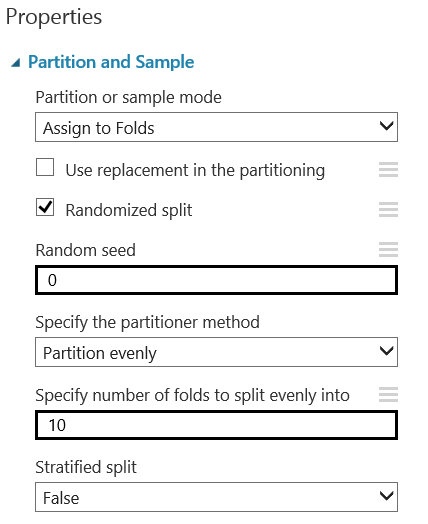 Properties
Partition and Sample
Partition or sample mode
Assign to Folds
Use replacement in the partitioning
Randomized split
Random seed
0
Specify the partitioner method
Partition evenly
Specify number of folds to split evenly into
10
Stratified split
False